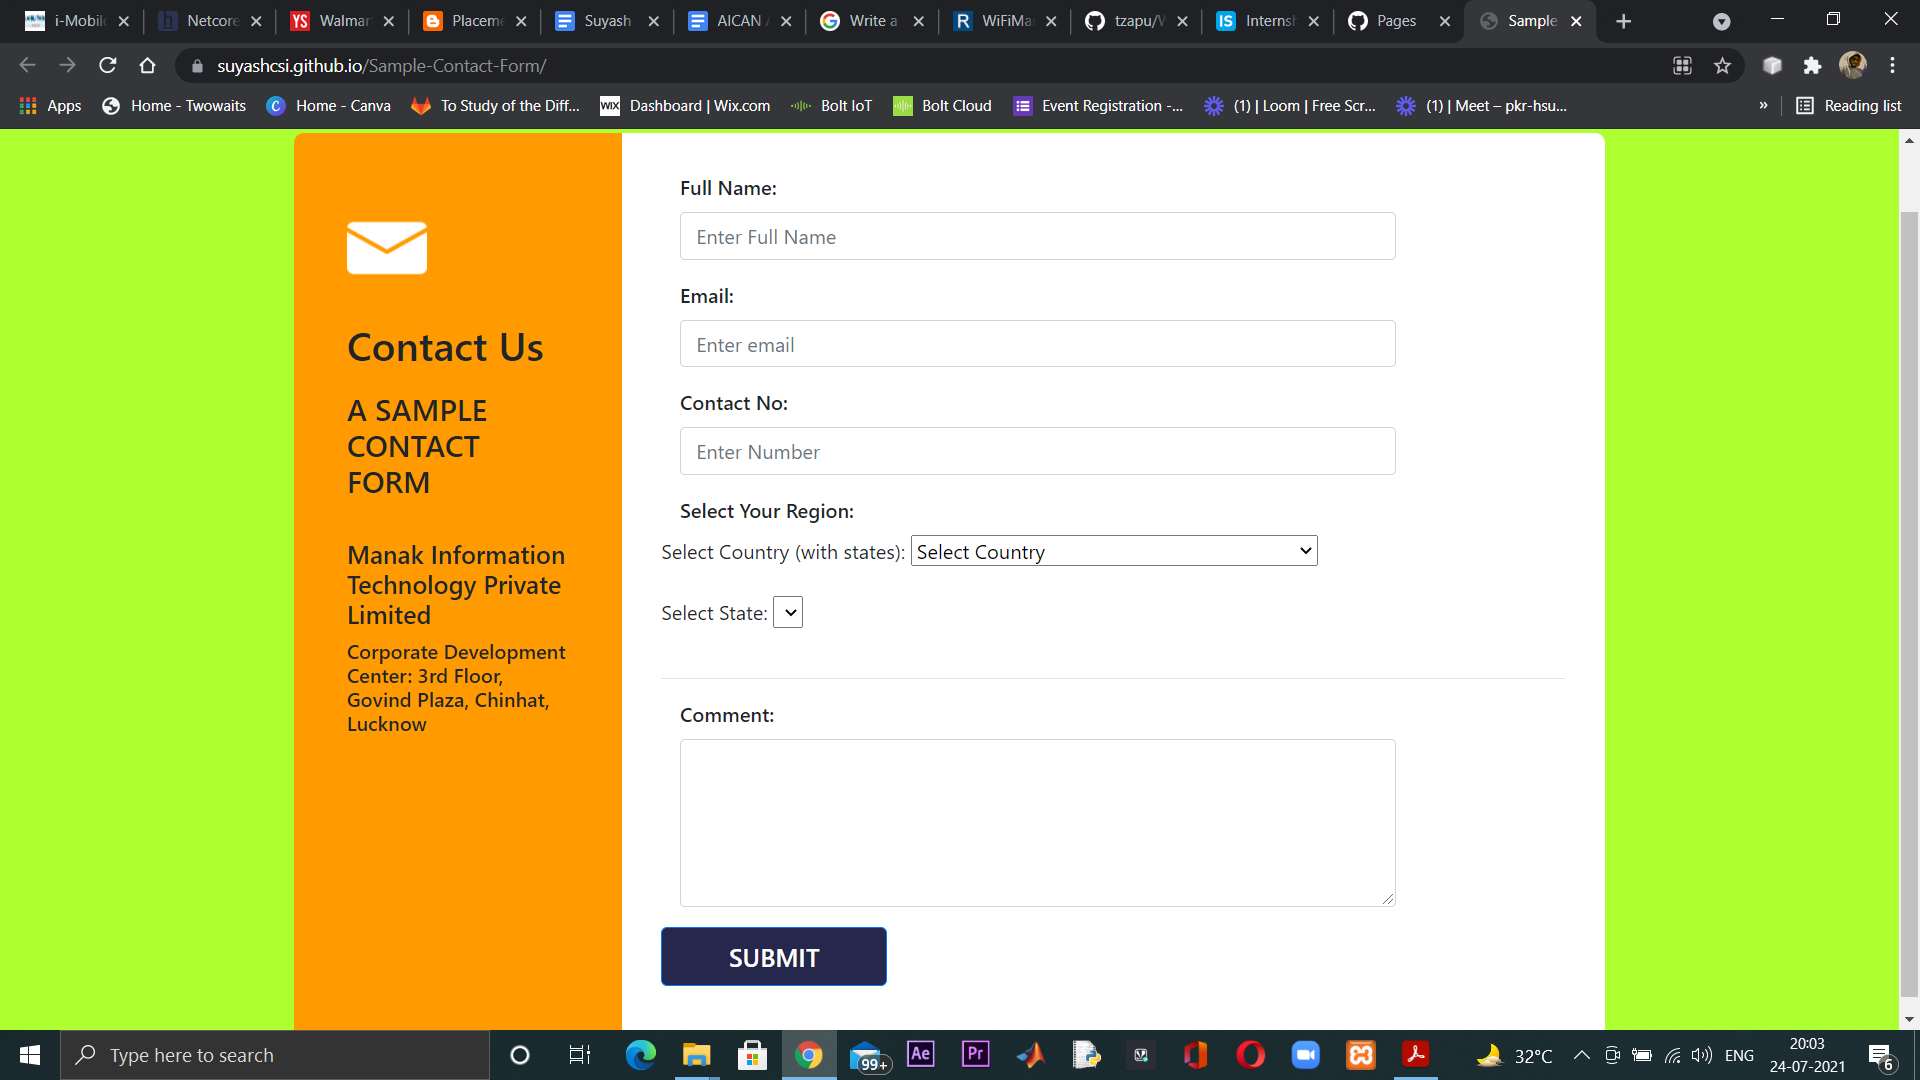 i-Mobil
Netcore
YS Walmar
Placeme
Suyash
AICAN
Write a
R WiFiMa
tzapu/W
IS Internsh
Pages
Sample
suyashcsi.github.io/Sample-Contact-Form/
Apps
Home - Twowaits
Home - Canva
To Study of the Diff...
WIX Dashboard | Wix.com
Bolt IoT
Bolt Cloud
Event Registration -...
(1) | Loom | Free Scr...
(1) | Meet – pkr-hsu...
»
Reading list
Contact Us
A SAMPLE
CONTACT
FORM
Manak Information
Technology Private
Limited
Corporate Development
Center: 3rd Floor,
Govind Plaza, Chinhat,
Lucknow
Full Name:
Enter Full Name
Email:
Enter email
Contact No:
Enter Number
Select Your Region:
Select Country (with states): Select Country
Select State:
Comment:
SUBMIT
Type here to search
99+
Ae
Pr
32°C
ENG
20:03
24-07-2021
6